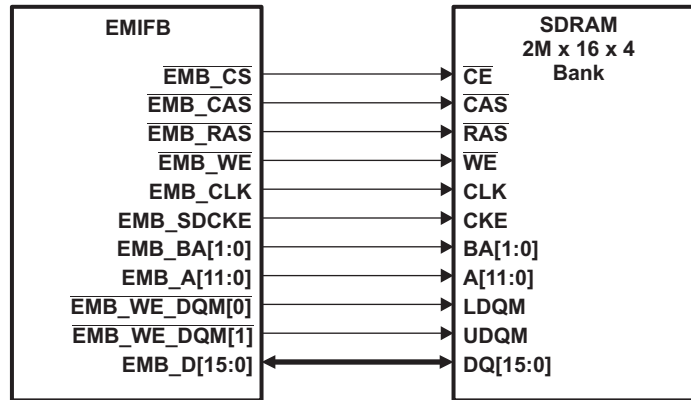 EMIFB
SDRAM
2M x 16 x 4
Bank
EMB_CS CE
EMB_CAS CAS
EMB_RAS RAS
EMB_WE WE
EMB_CLK CLK
EMB_SDCKE CKE
EMB_BA[1:0] BA[1:0]
EMB_A[11:0] A[11:0]
EMB_WE_DQM[0] LDQM
EMB_WE_DQM[1] UDQM
EMB_D[15:0] DQ[15:0]